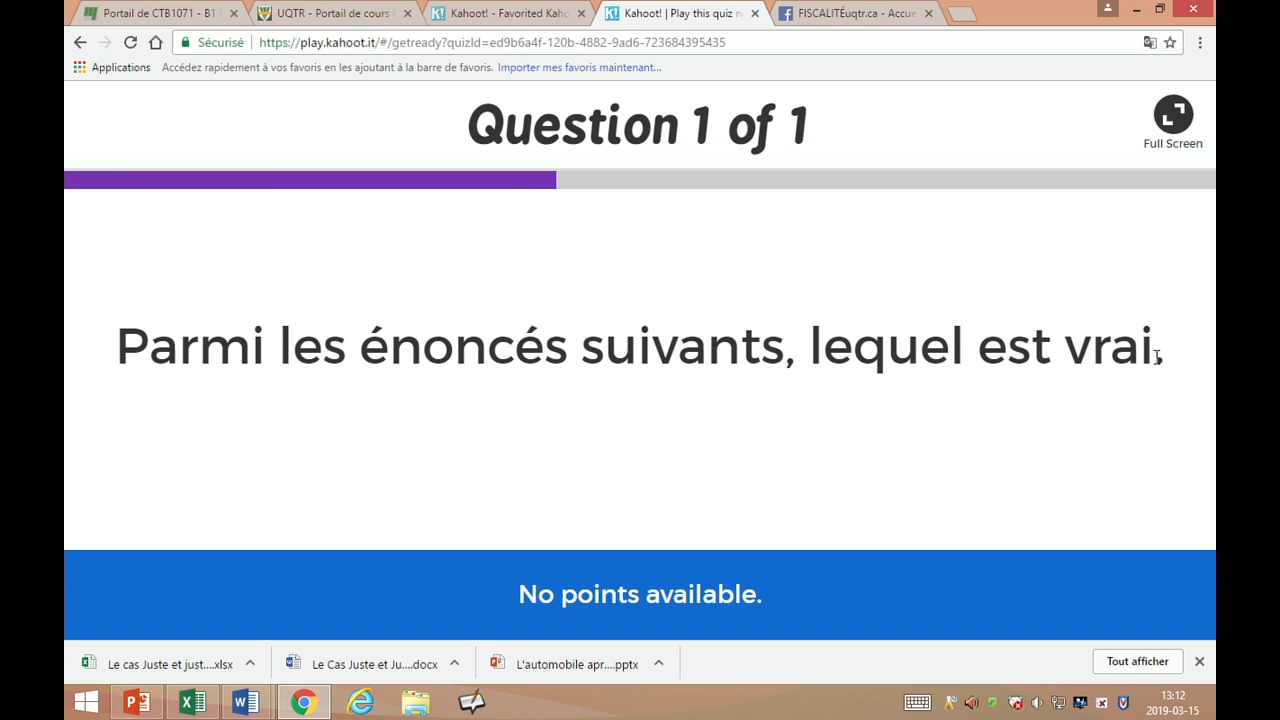 Portail de CTB1071 - B1
UQTR - Portail de cours
Kahoot! - Favorited Kaho
Kahoot! | Play this quiz n
FISCALITÉuqtr.ca - Accue
Sécurisé
https://play.kahoot.it/#/getready?quizId=ed9b6a4f-120b-4882-9ad6-723684395435
Applications
Accédez rapidement à vos favoris en les ajoutant à la barre de favoris. Importer mes favoris maintenant...
Question 1 of 1
Full Screen
Parmi les énoncés suivants, lequel est vrai,
No points available.
Le cas Juste et just....xlsx
Le Cas Juste et Ju....docx
L'automobile apr....pptx
Tout afficher
13:12
2019-03-15